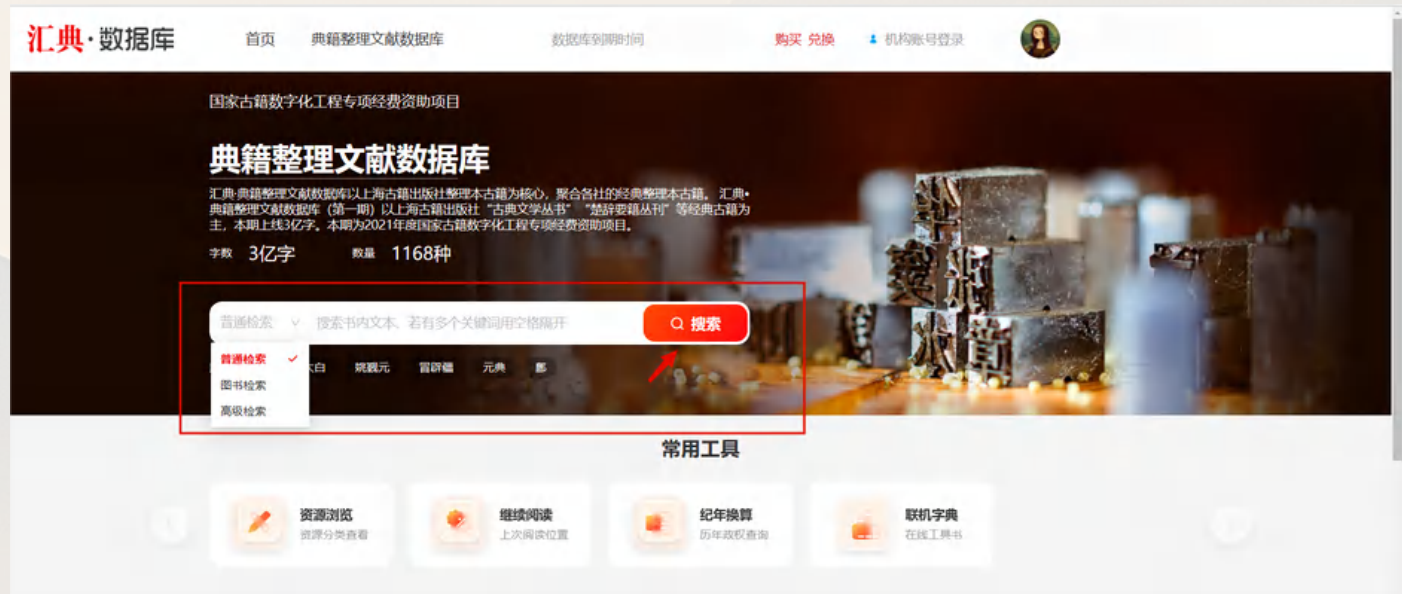 汇典·数据库 首页 典籍整理文献数据库 数据库到期时间 购买 兑换 机构账号登录
国家古籍数字化工程专项经费资助项目
典籍整理文献数据库
汇典·典籍整理文献数据库以上海古籍出版社整理本古籍为核心，聚合各社的经典整理本古籍。 汇典·
典籍整理文献数据库（第一期）以上海古籍出版社“古典文学丛书” “楚辞要籍丛刊”等经典古籍为
主，本期上线3亿字。本期为2021年度国家古籍数字化工程专项经费资助项目。
字数 3亿字 数量 1168种
普通检索 搜索书内文本，若有多个关键词用空格隔开 搜索
普通检索
太白 姚觐元 冒辟疆 元典
图书检索
高级检索
常用工具
资源浏览 继续阅读 纪年换算 联机字典
资源分类查看 上次阅读位置 历年政权查询 在线工具书